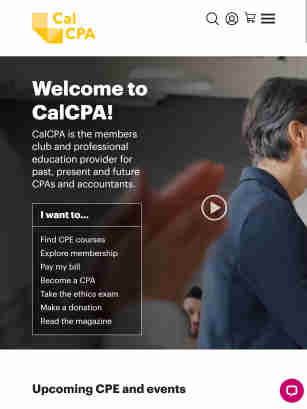 Cal
CPA
Welcome to
CalCPA!
CalCPA is the members
club and professional
education provider for
past, present and future
CPAs and accountants.
I want to...
Find CPE courses
Explore membership
Pay my bill
Become a CPA
Take the ethics exam
Make a donation
Read the magazine
Upcoming CPE and events